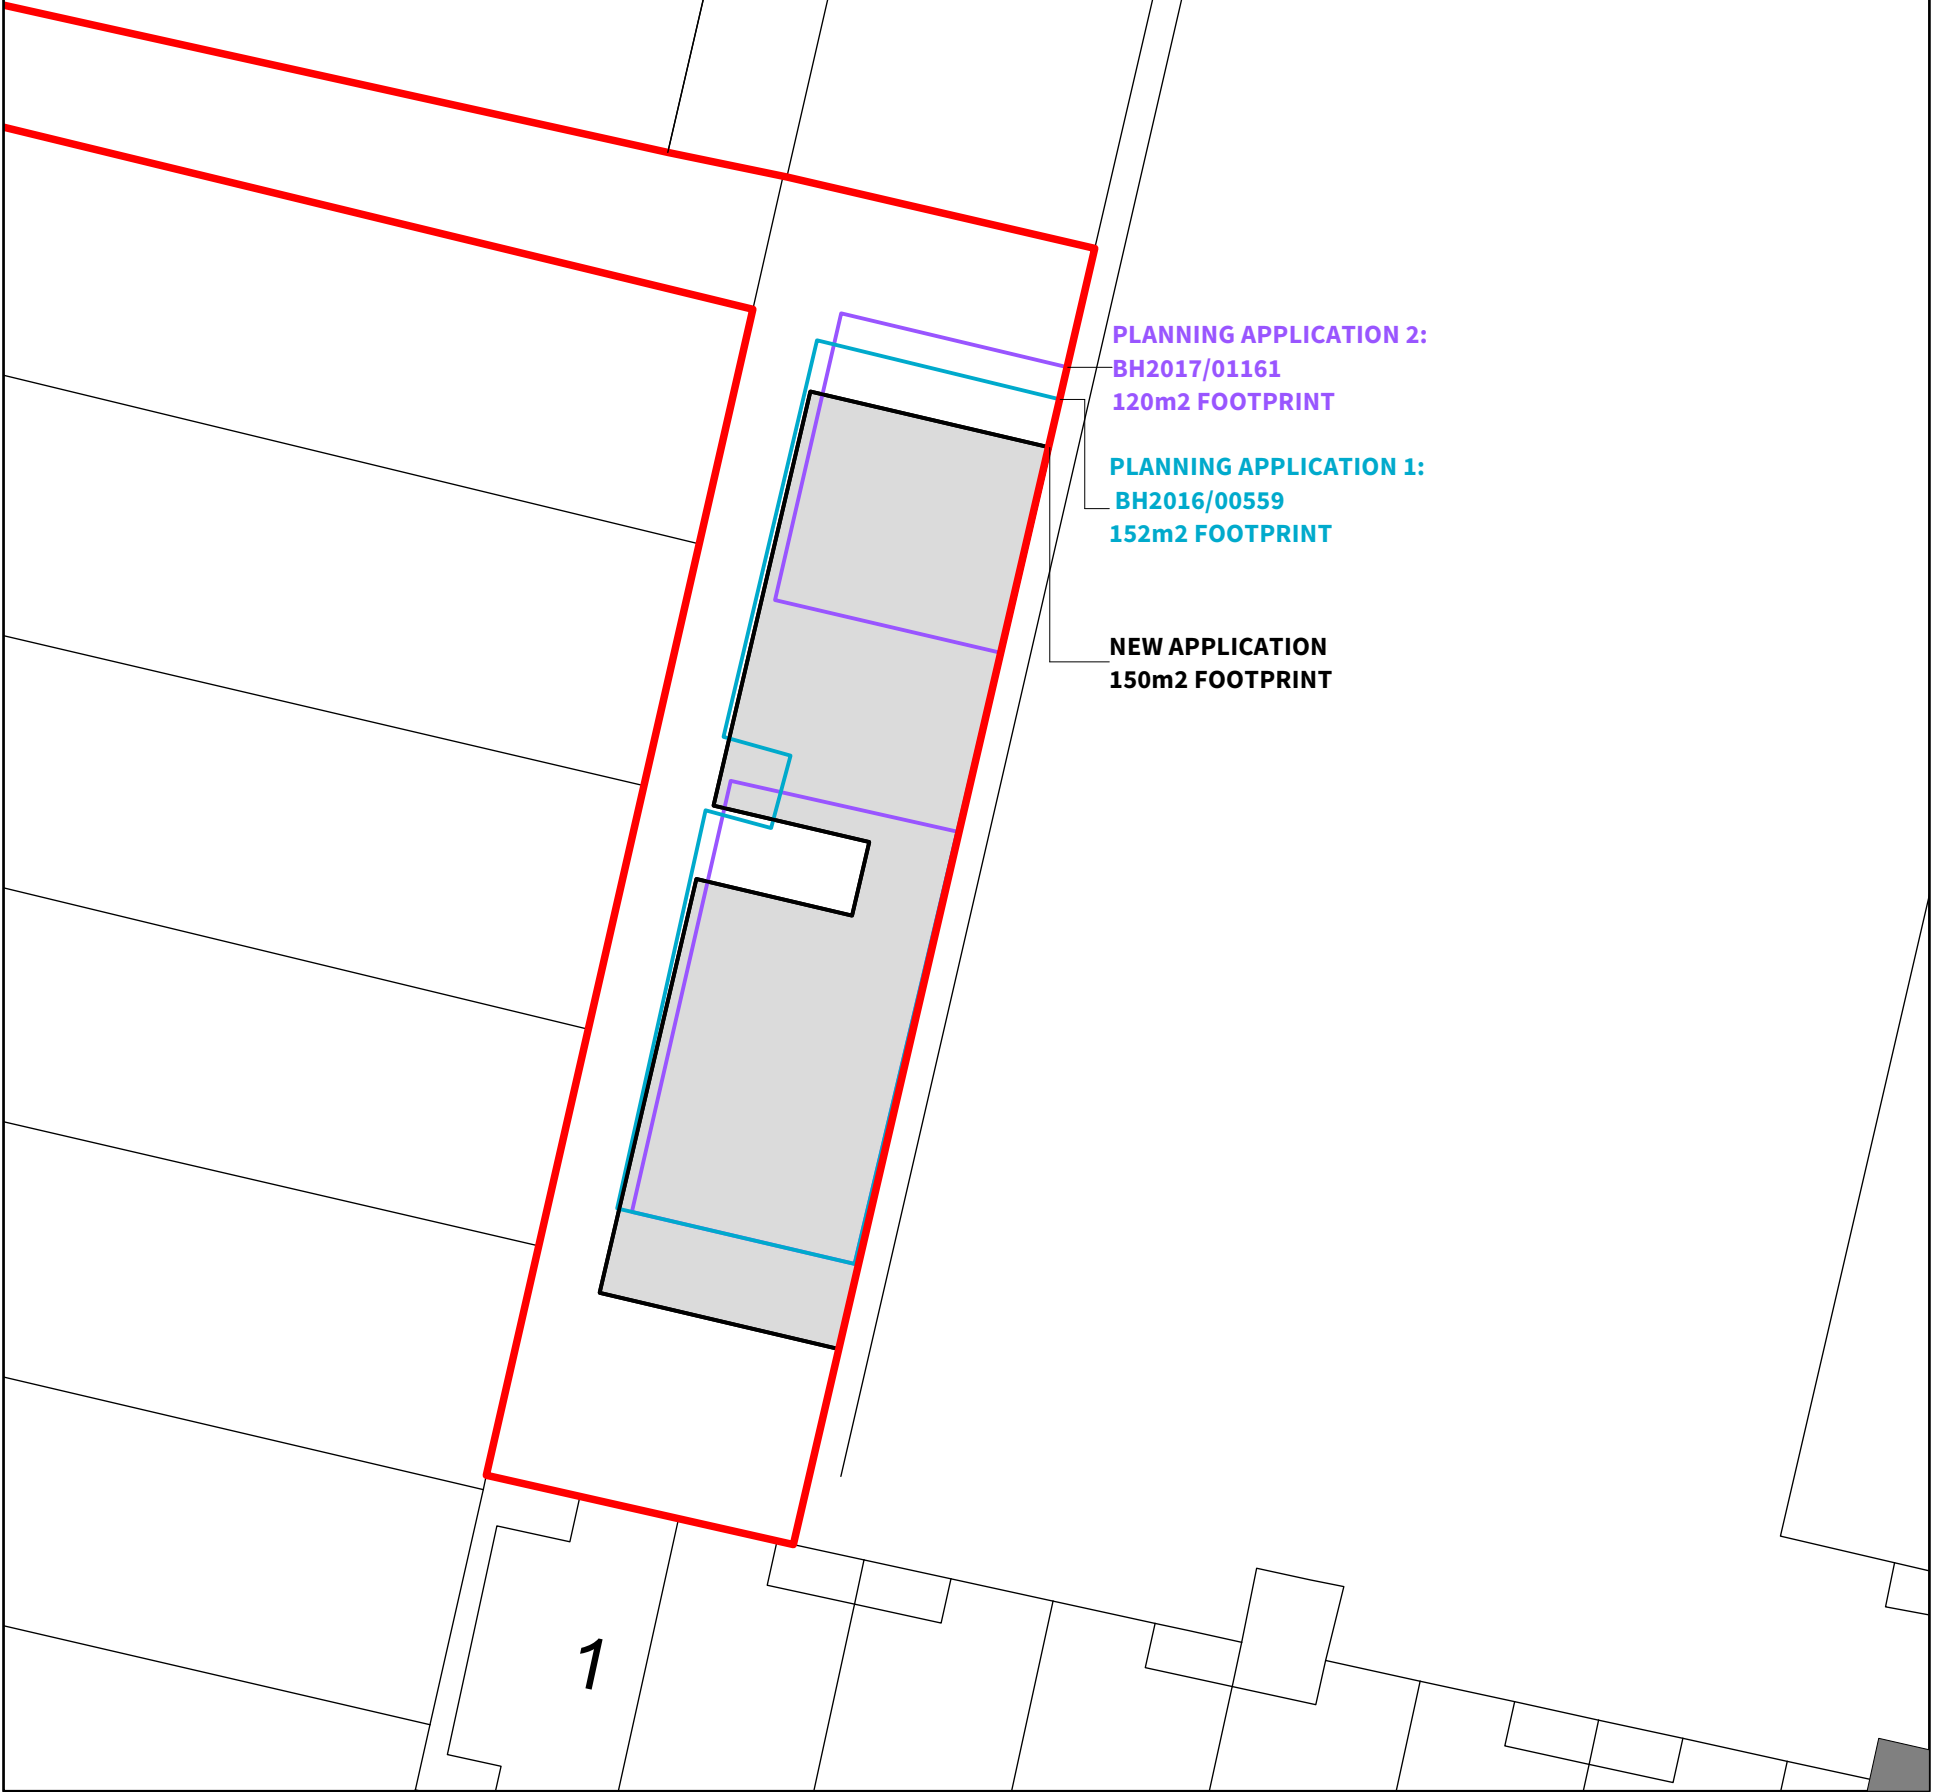 PLANNING APPLICATION 2:
BH2017/01161
120m2 FOOTPRINT
PLANNING APPLICATION 1:
BH2016/00559
152m2 FOOTPRINT
NEW APPLICATION
150m2 FOOTPRINT
1